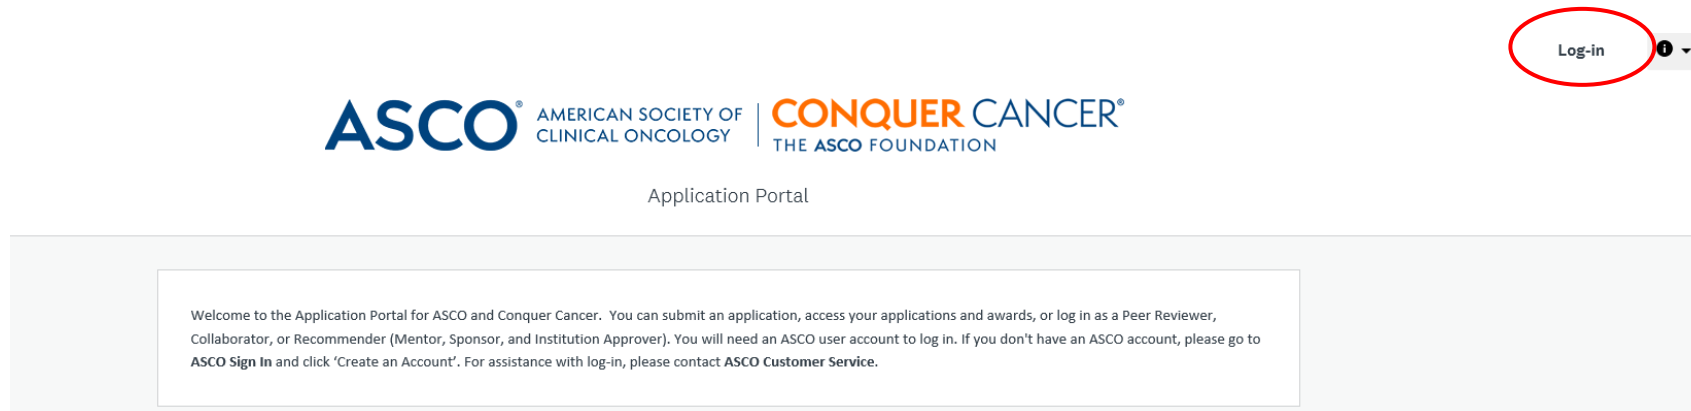 Log-in
ASCO® AMERICAN SOCIETY OF CLINICAL ONCOLOGY
CONQUER CANCER®
THE ASCO FOUNDATION
Application Portal
Welcome to the Application Portal for ASCO and Conquer Cancer.  You can submit an application, access your applications and awards, or log in as a Peer Reviewer,
Collaborator, or Recommender (Mentor, Sponsor, and Institution Approver). You will need an ASCO user account to log in. If you don't have an ASCO account, please go to
ASCO Sign In and click ‘Create an Account’. For assistance with log-in, please contact ASCO Customer Service.